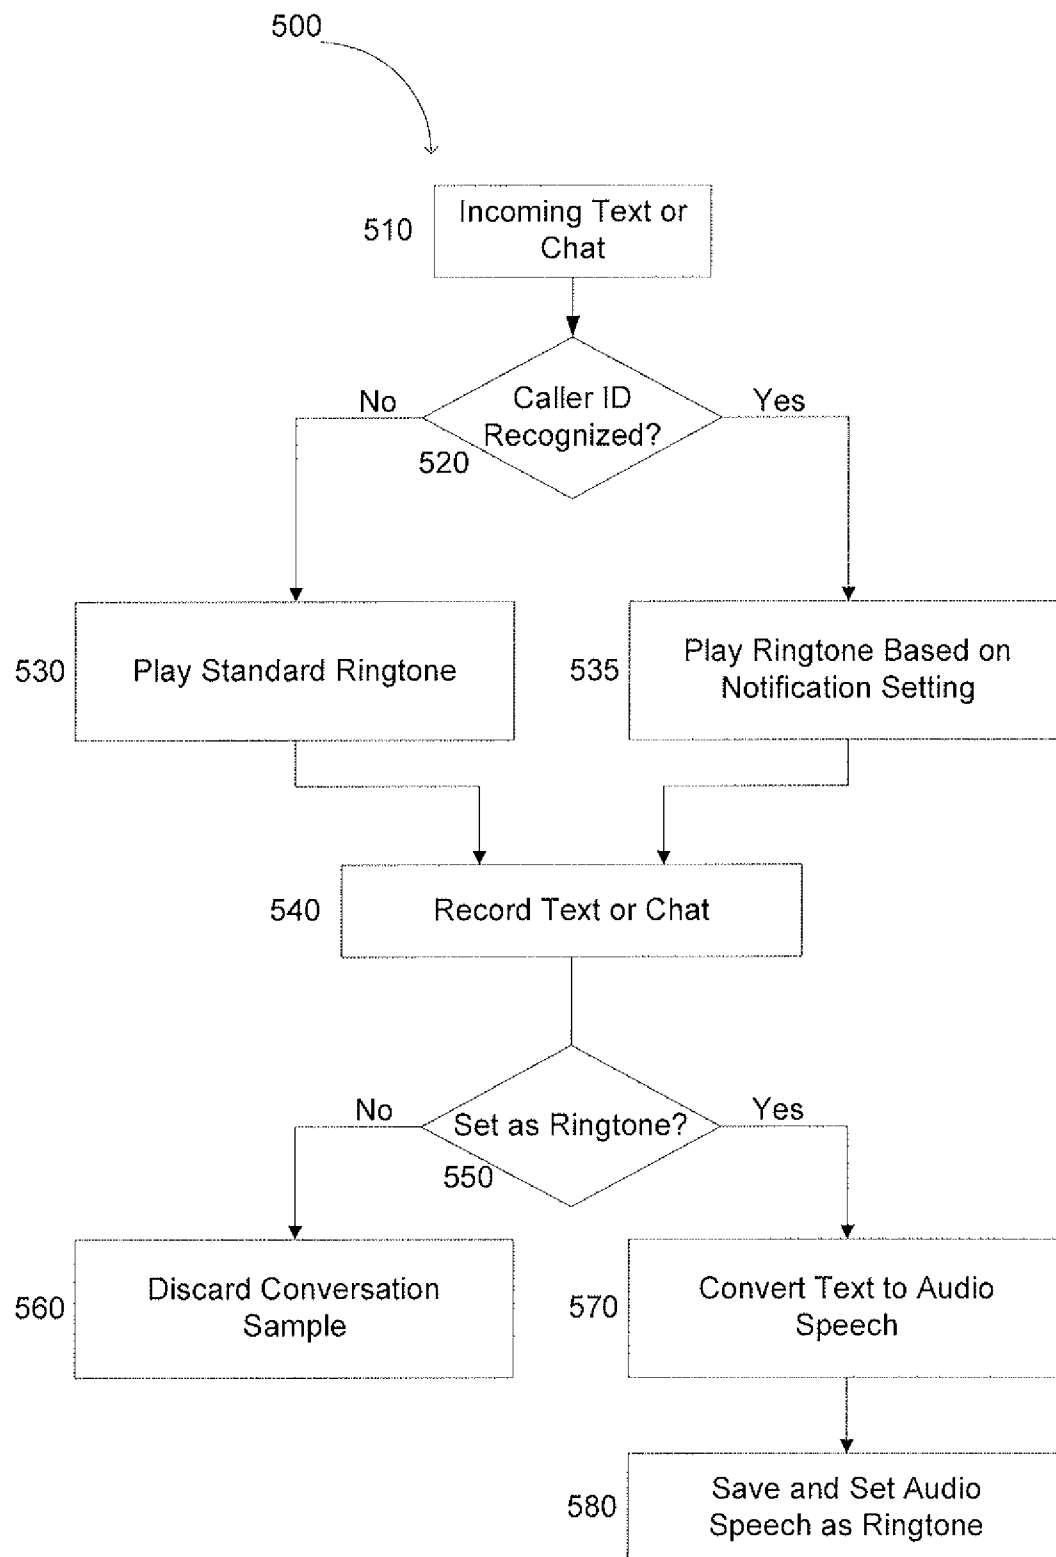 500
510
Incoming Text or
Chat
No
Caller ID
Recognized?
Yes
520
530
Play Standard Ringtone
535
Play Ringtone Based on
Notification Setting
540
Record Text or Chat
No
Set as Ringtone?
Yes
550
560
Discard Conversation
Sample
570
Convert Text to Audio
Speech
580
Save and Set Audio
Speech as Ringtone